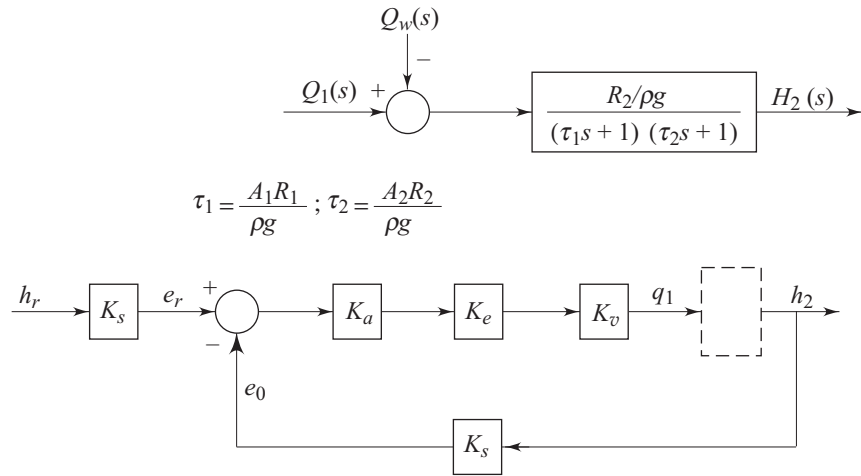 Q_w(s)
−
Q_1(s) +
R_2/ρg
(τ_1s + 1) (τ_2s + 1)
H_2 (s)
τ_1 = A_1R_1/ρg ; τ_2 = A_2R_2/ρg
h_r K_s e_r + − K_a K_e K_v q_1 h_2
e_0
K_s